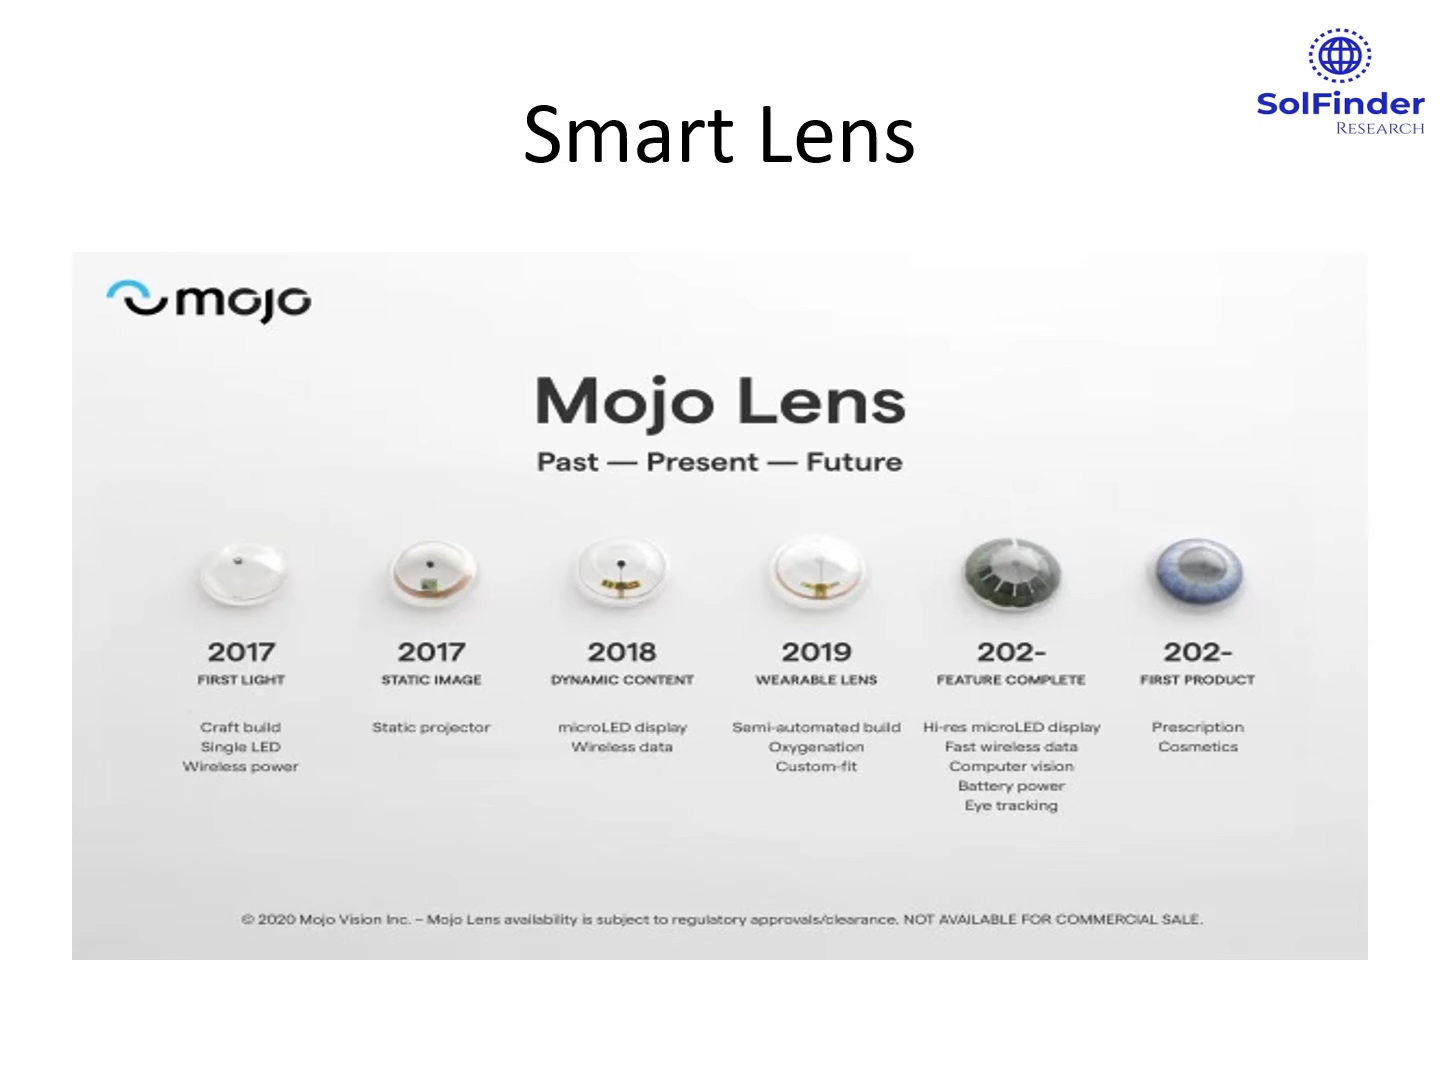 SolFinder
RESEARCH
Smart Lens
mojo
Mojo Lens
Past — Present — Future
2017
FIRST LIGHT
Craft build
Single LED
Wireless power
2017
STATIC IMAGE
Static projector
2018
DYNAMIC CONTENT
microLED display
Wireless data
2019
WEARABLE LENS
Semi-automated build
Oxygenation
Custom-fit
202-
FEATURE COMPLETE
Hi-res microLED display
Fast wireless data
Computer vision
Battery power
Eye tracking
202-
FIRST PRODUCT
Prescription
Cosmetics
© 2020 Mojo Vision Inc. – Mojo Lens availability is subject to regulatory approvals/clearance. NOT AVAILABLE FOR COMMERCIAL SALE.